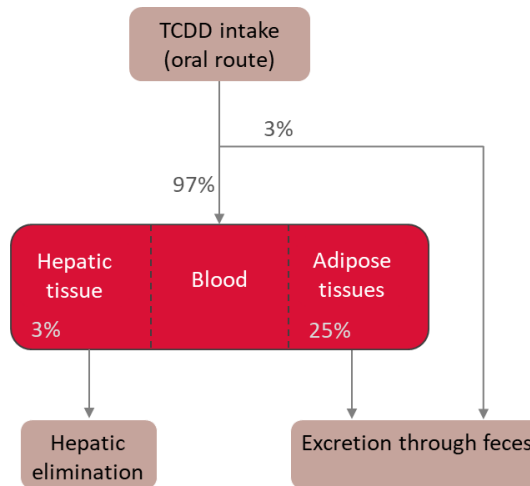 TCDD intake
(oral route)
3%
97%
Hepatic
tissue
Blood
Adipose
tissues
3%
25%
Hepatic
elimination
Excretion through feces